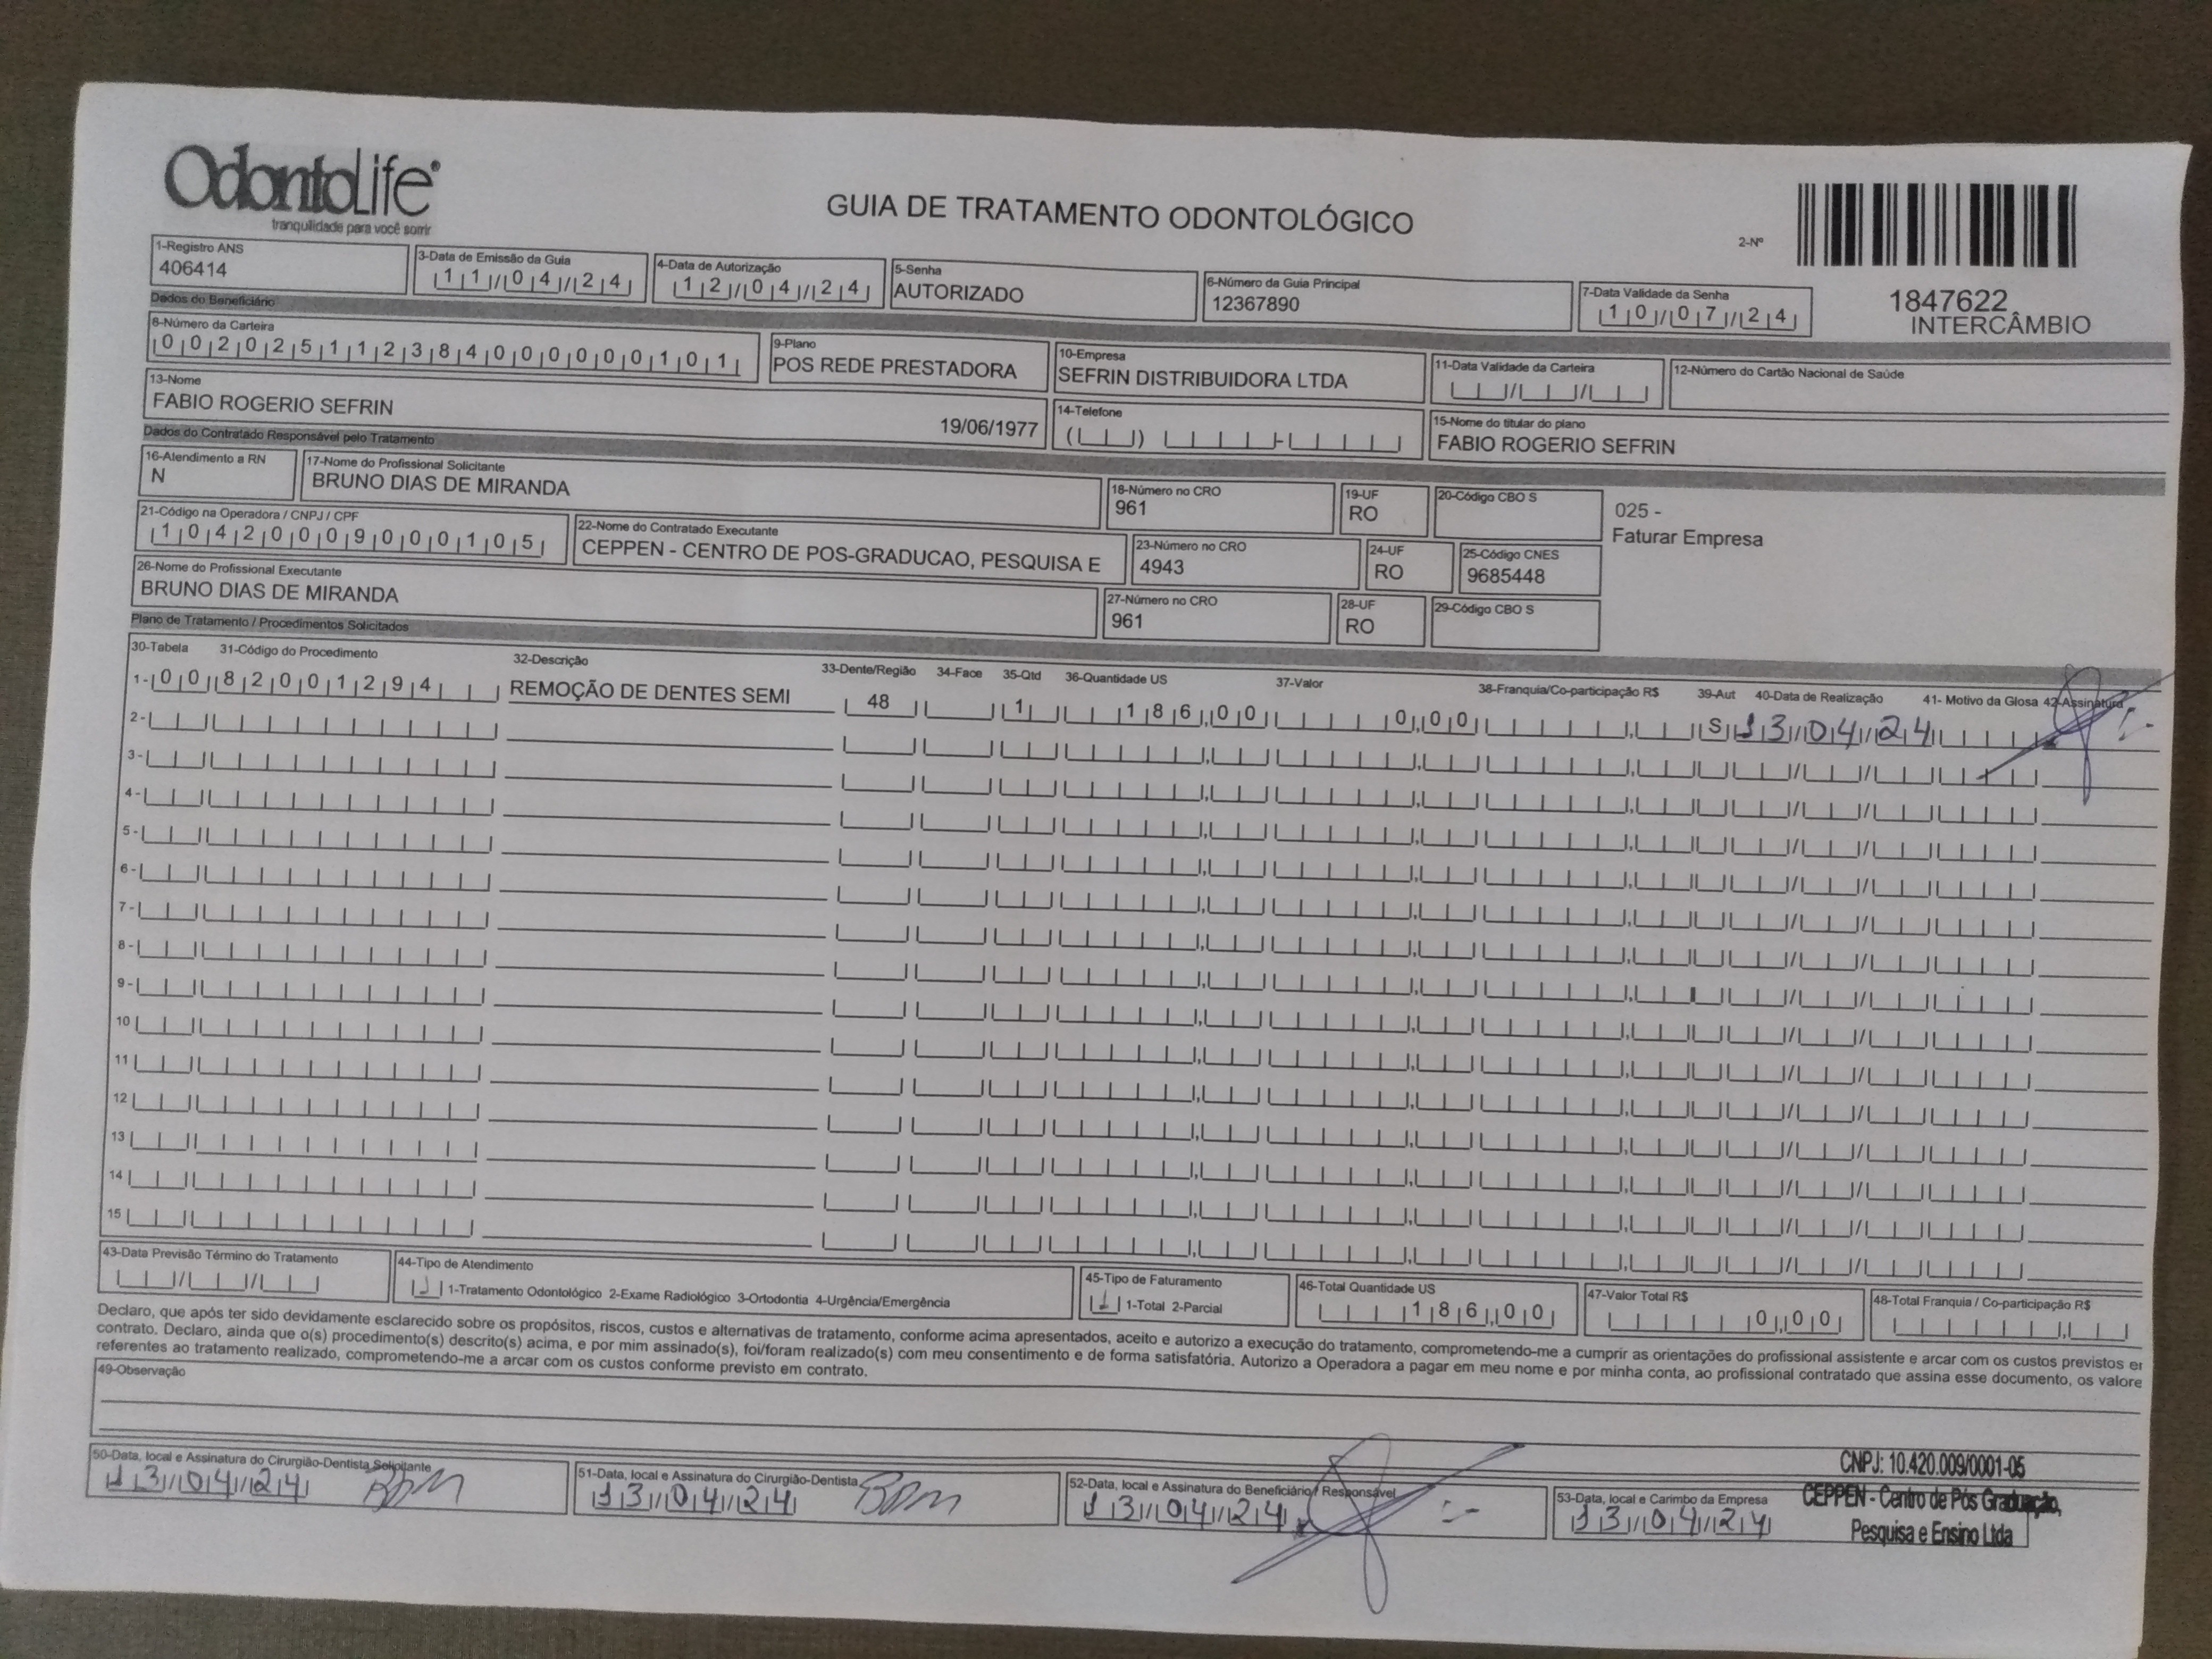 OdontoLife®
tranquilidade para você sorrir
GUIA DE TRATAMENTO ODONTOLÓGICO
2-Nº
1847622
INTERCÂMBIO
1-Registro ANS
406414
3-Data de Emissão da Guia
11/04/24
4-Data de Autorização
12/04/24
5-Senha
AUTORIZADO
6-Número da Guia Principal
12367890
7-Data Validade da Senha
10/07/24
Dados do Beneficiário
8-Número da Carteira
00202511238400000101
9-Plano
POS REDE PRESTADORA
10-Empresa
SEFRIN DISTRIBUIDORA LTDA
11-Data Validade da Carteira
12-Número do Cartão Nacional de Saúde
13-Nome
FABIO ROGERIO SEFRIN 19/06/1977
14-Telefone
15-Nome do titular do plano
FABIO ROGERIO SEFRIN
Dados do Contratado Responsável pelo Tratamento
16-Atendimento a RN
N
17-Nome do Profissional Solicitante
BRUNO DIAS DE MIRANDA
18-Número no CRO
961
19-UF
RO
20-Código CBO S
025 -
Faturar Empresa
21-Código na Operadora / CNPJ / CPF
10420009000105
22-Nome do Contratado Executante
CEPPEN - CENTRO DE POS-GRADUCAO, PESQUISA E
23-Número no CRO
4943
24-UF
RO
25-Código CNES
9685448
26-Nome do Profissional Executante
BRUNO DIAS DE MIRANDA
27-Número no CRO
961
28-UF
RO
29-Código CBO S
Plano de Tratamento / Procedimentos Solicitados
30-Tabela 31-Código do Procedimento 32-Descrição 33-Dente/Região 34-Face 35-Qtd 36-Quantidade US 37-Valor 38-Franquia/Co-participação R$ 39-Aut 40-Data de Realização 41- Motivo da Glosa 42-Assinatura
1- 00 82001294 REMOÇÃO DE DENTES SEMI 48 1 186,00 0,00 S 13/04/24
2-
3-
4-
5-
6-
7-
8-
9-
10
11
12
13
14
15
43-Data Previsão Término do Tratamento
44-Tipo de Atendimento
1-Tratamento Odontológico 2-Exame Radiológico 3-Ortodontia 4-Urgência/Emergência
45-Tipo de Faturamento
1 1-Total 2-Parcial
46-Total Quantidade US
186,00
47-Valor Total R$
0,00
48-Total Franquia / Co-participação R$
Declaro, que após ter sido devidamente esclarecido sobre os propósitos, riscos, custos e alternativas de tratamento, conforme acima apresentados, aceito e autorizo a execução do tratamento, comprometendo-me a cumprir as orientações do profissional assistente e arcar com os custos previstos er
contrato. Declaro, ainda que o(s) procedimento(s) descrito(s) acima, e por mim assinado(s), foi/foram realizado(s) com meu consentimento e de forma satisfatória. Autorizo a Operadora a pagar em meu nome e por minha conta, ao profissional contratado que assina esse documento, os valore
referentes ao tratamento realizado, comprometendo-me a arcar com os custos conforme previsto em contrato.
49-Observação
50-Data, local e Assinatura do Cirurgião-Dentista Solicitante
13/04/24 BDM
51-Data, local e Assinatura do Cirurgião-Dentista
13/04/24 BDM
52-Data, local e Assinatura do Beneficiário / Responsável
13/04/24
53-Data, local e Carimbo da Empresa
13/04/24
CNPJ: 10.420.009/0001-05
CEPPEN - Centro de Pós Graduação,
Pesquisa e Ensino Ltda